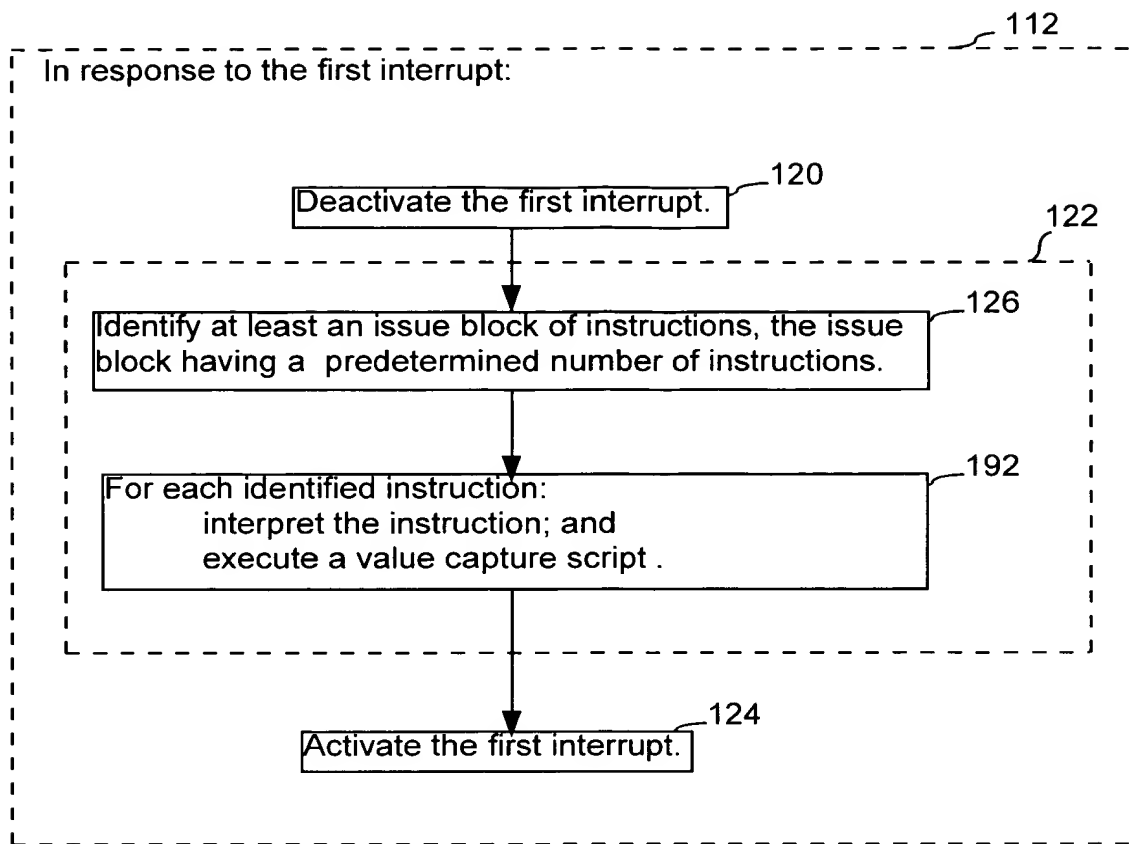 112
In response to the first interrupt:
120
Deactivate the first interrupt.
122
126
Identify at least an issue block of instructions, the issue
block having a predetermined number of instructions.
192
For each identified instruction:
interpret the instruction; and
execute a value capture script .
124
Activate the first interrupt.